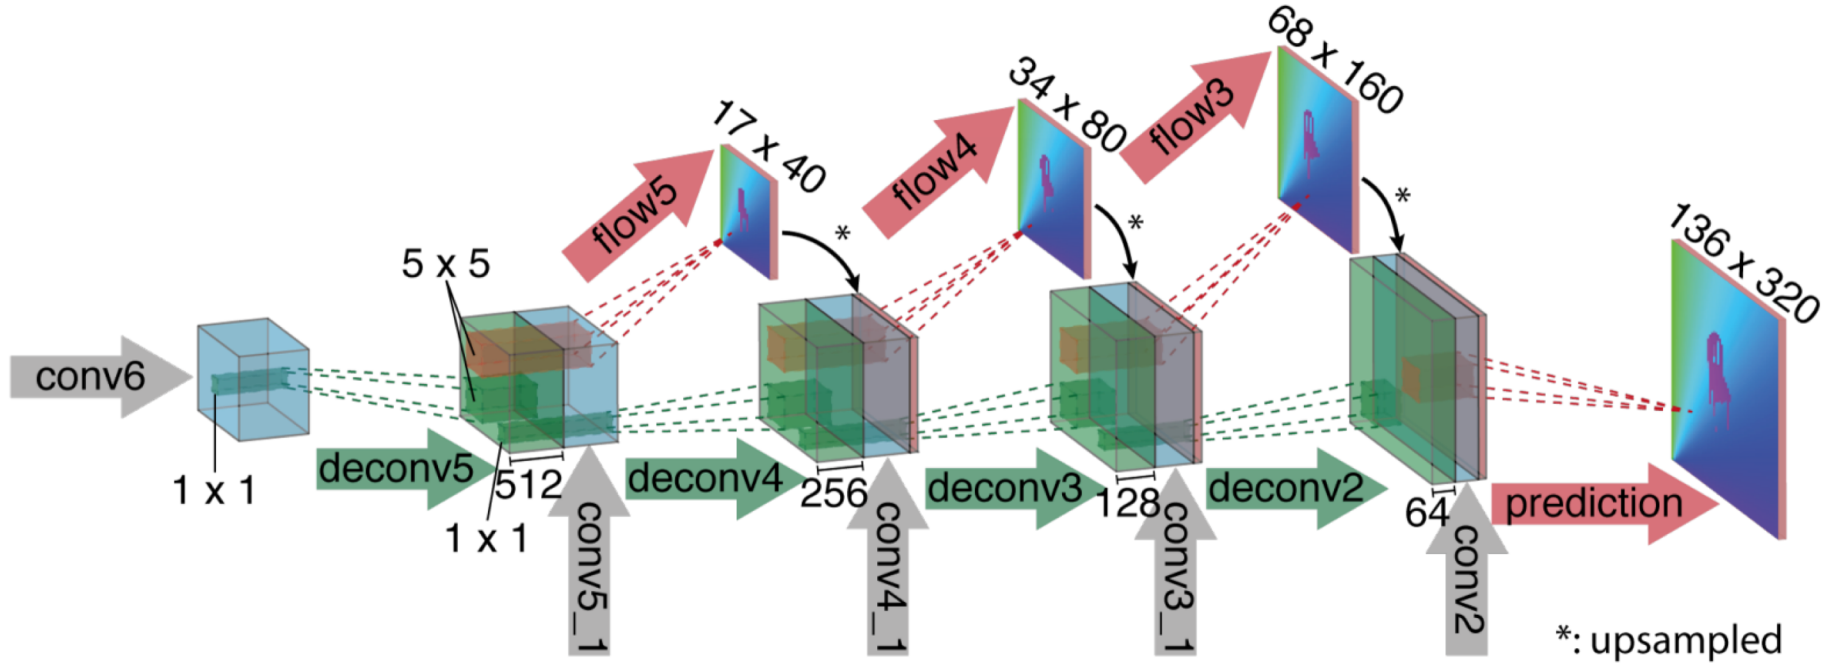 conv6
1 x 1
deconv5
5 x 5
512
1 x 1
conv5_1
flow5
17 x 40
*
deconv4
256
conv4_1
flow4
34 x 80
*
deconv3
128
conv3_1
flow3
68 x 160
*
deconv2
64
conv2
prediction
136 x 320
*: upsampled